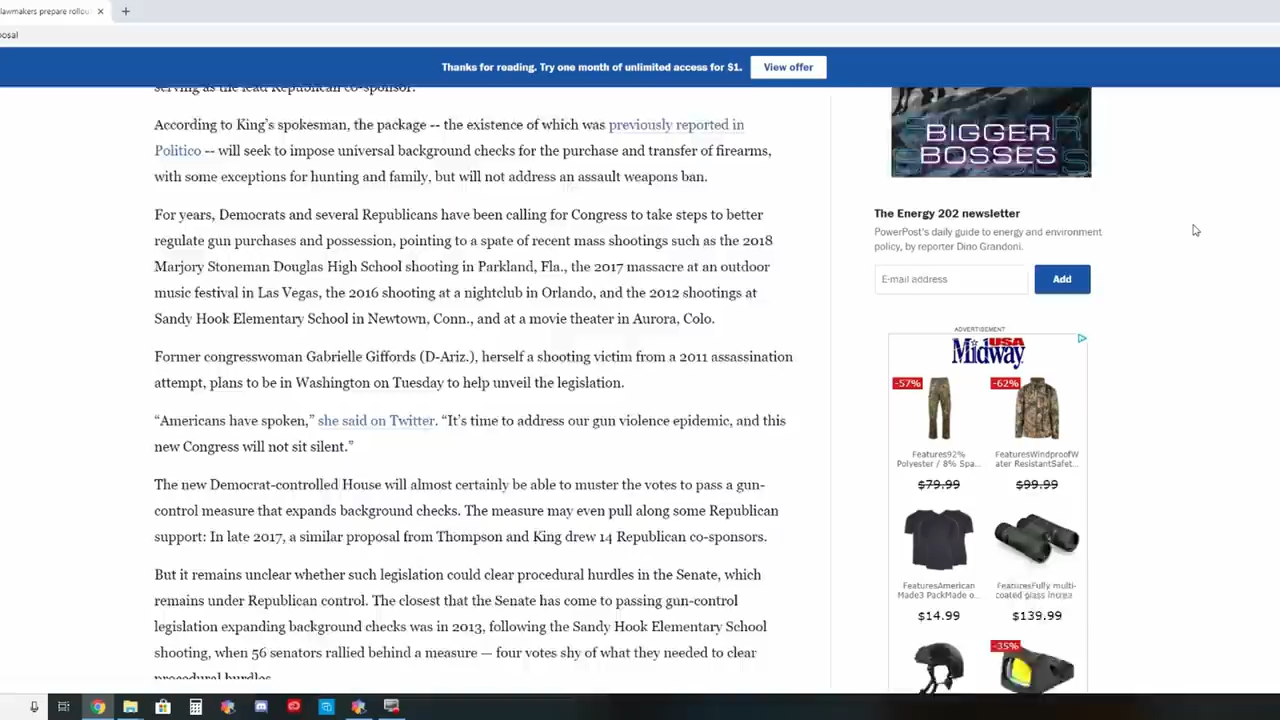 lawmakers prepare rollou
osal
Thanks for reading. Try one month of unlimited access for $1.
View offer
serving as the lead Republican co-sponsor.
According to King's spokesman, the package -- the existence of which was previously reported in
Politico -- will seek to impose universal background checks for the purchase and transfer of firearms,
with some exceptions for hunting and family, but will not address an assault weapons ban.
For years, Democrats and several Republicans have been calling for Congress to take steps to better
regulate gun purchases and possession, pointing to a spate of recent mass shootings such as the 2018
Marjory Stoneman Douglas High School shooting in Parkland, Fla., the 2017 massacre at an outdoor
music festival in Las Vegas, the 2016 shooting at a nightclub in Orlando, and the 2012 shootings at
Sandy Hook Elementary School in Newtown, Conn., and at a movie theater in Aurora, Colo.
Former congresswoman Gabrielle Giffords (D-Ariz.), herself a shooting victim from a 2011 assassination
attempt, plans to be in Washington on Tuesday to help unveil the legislation.
“Americans have spoken,” she said on Twitter. “It’s time to address our gun violence epidemic, and this
new Congress will not sit silent.”
The new Democrat-controlled House will almost certainly be able to muster the votes to pass a gun-
control measure that expands background checks. The measure may even pull along some Republican
support: In late 2017, a similar proposal from Thompson and King drew 14 Republican co-sponsors.
But it remains unclear whether such legislation could clear procedural hurdles in the Senate, which
remains under Republican control. The closest that the Senate has come to passing gun-control
legislation expanding background checks was in 2013, following the Sandy Hook Elementary School
shooting, when 56 senators rallied behind a measure — four votes shy of what they needed to clear
procedural hurdles.
BIGGER
BOSSES
The Energy 202 newsletter
PowerPost's daily guide to energy and environment
policy, by reporter Dino Grandoni.
E-mail address
Add
ADVERTISEMENT
Midway USA
-57%
-62%
Features92%
Polyester / 8% Spa...
FeaturesWindproofW
ater ResistantSafet...
$79.99
$99.99
FeaturesAmerican
Made3 PackMade o...
FeaturesFully multi-
coated glass increa
$14.99
$139.99
-35%